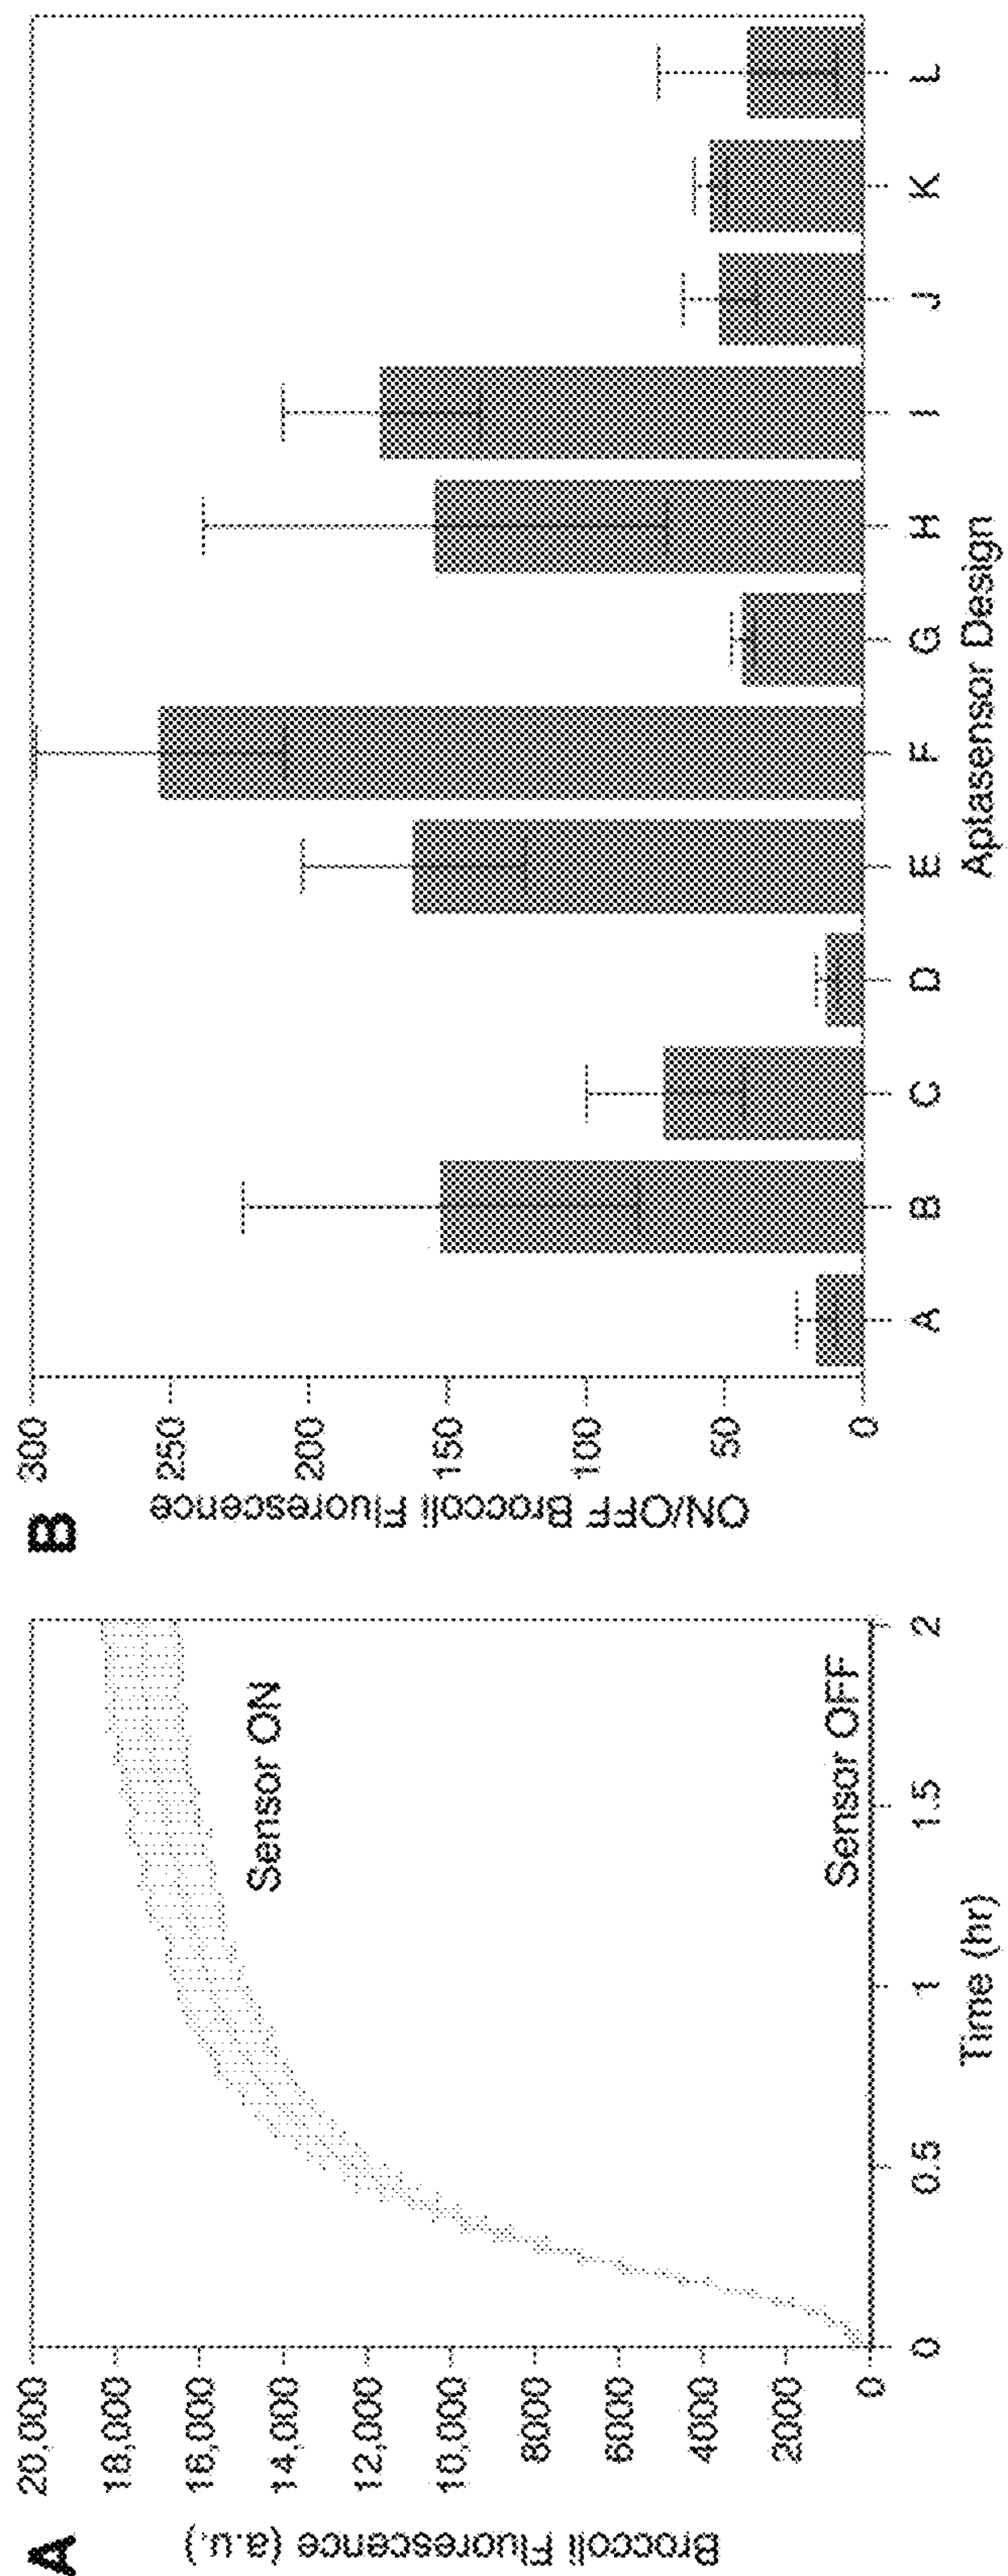 A
Broccoli Fluorescence (a.u.)
20,000
18,000
16,000
14,000
12,000
10,000
8000
6000
4000
2000
0
Sensor ON
Sensor OFF
0 0.5 1 1.5 2
Time (hr)
B
ON/OFF Broccoli Fluorescence
300
250
200
150
100
50
0
A B C D E F G H I J K L
Aptasensor Design